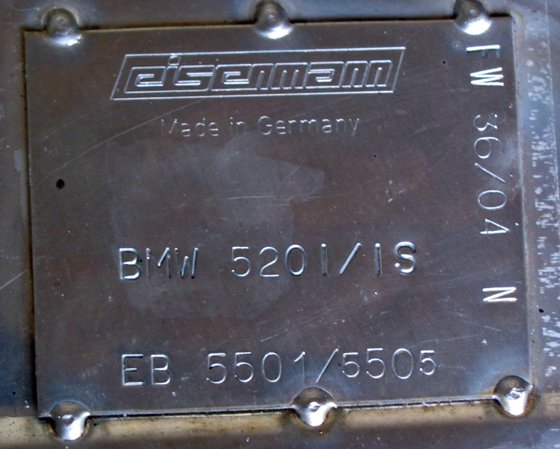 eisenmann
Made in Germany
BMW 520I/IS
EB 5501/5505
FW 36/04 N